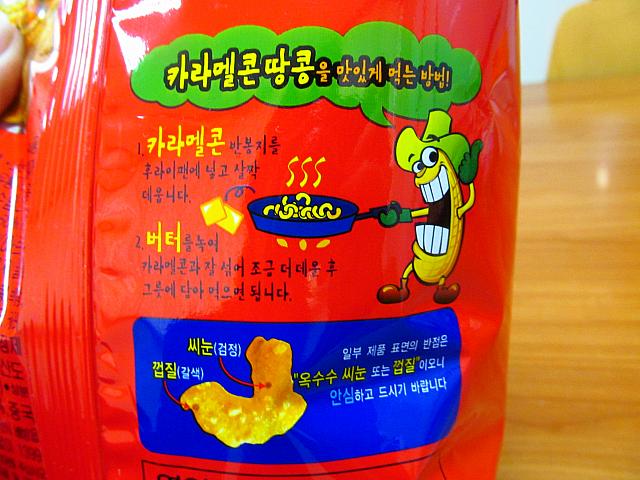 카라멜콘땅콩을 맛있게 먹는 방법!
1. 카라멜콘 반봉지를
후라이팬에 넣고 살짝
데웁니다.
2. 버터를녹여
카라멜콘과 잘 섞어 조금 더 데운 후
그릇에 담아 먹으면 됩니다.
씨눈(검정)
껍질(갈색)
일부 제품 표면의 반점은
"옥수수 씨눈 또는 껍질"이오니
안심하고 드시기 바랍니다
중국